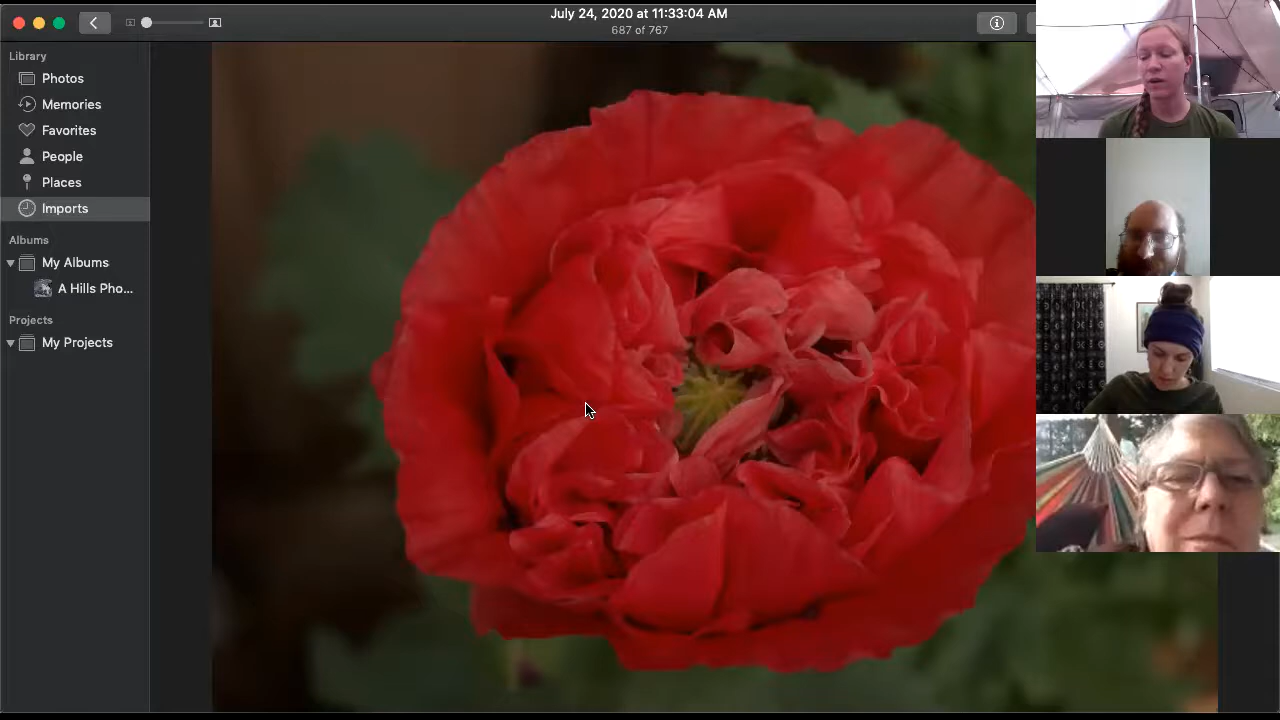 July 24, 2020 at 11:33:04 AM
687 of 767
Library
Photos
Memories
Favorites
People
Places
Imports
Albums
My Albums
A Hills Pho...
Projects
My Projects